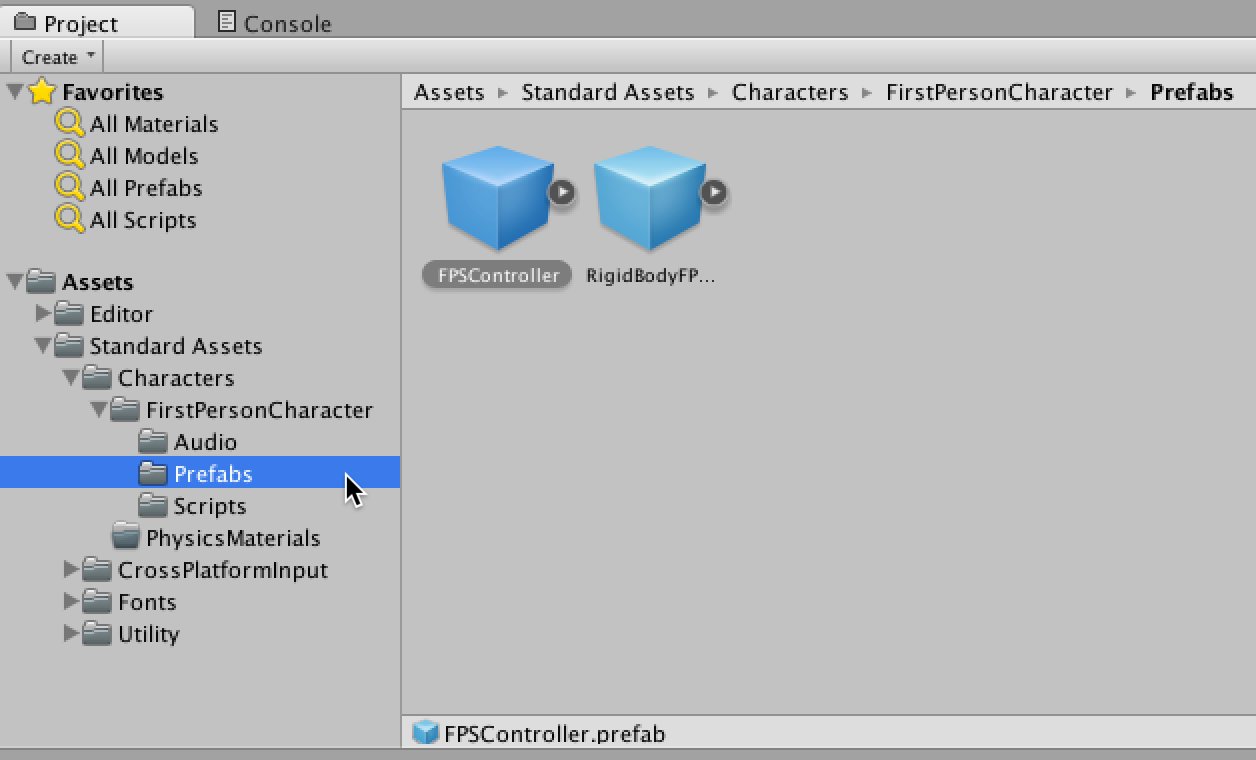 Project
Console
Create
Favorites
All Materials
All Models
All Prefabs
All Scripts
Assets
Editor
Standard Assets
Characters
FirstPersonCharacter
Audio
Prefabs
Scripts
PhysicsMaterials
CrossPlatformInput
Fonts
Utility
Assets Standard Assets Characters FirstPersonCharacter Prefabs
FPSController
RigidBodyFP...
FPSController.prefab